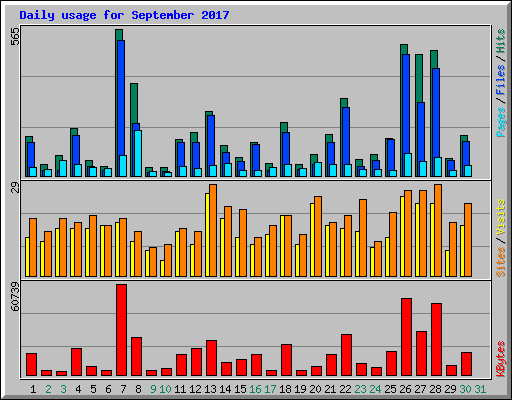 Daily usage for September 2017
565
Pages / Files / Hits
29
Sites / Visits
60739
KBytes
1 2 3 4 5 6 7 8 9 10 11 12 13 14 15 16 17 18 19 20 21 22 23 24 25 26 27 28 29 30 31